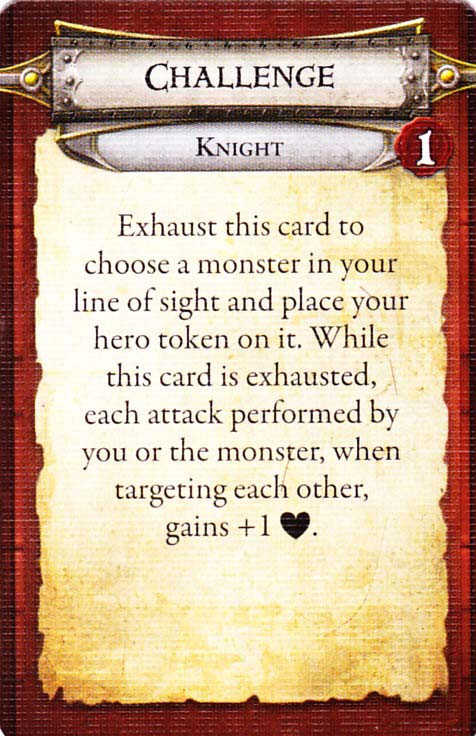 CHALLENGE
KNIGHT
1
Exhaust this card to
choose a monster in your
line of sight and place your
hero token on it. While
this card is exhausted,
each attack performed by
you or the monster, when
targeting each other,
gains +1 ♥.